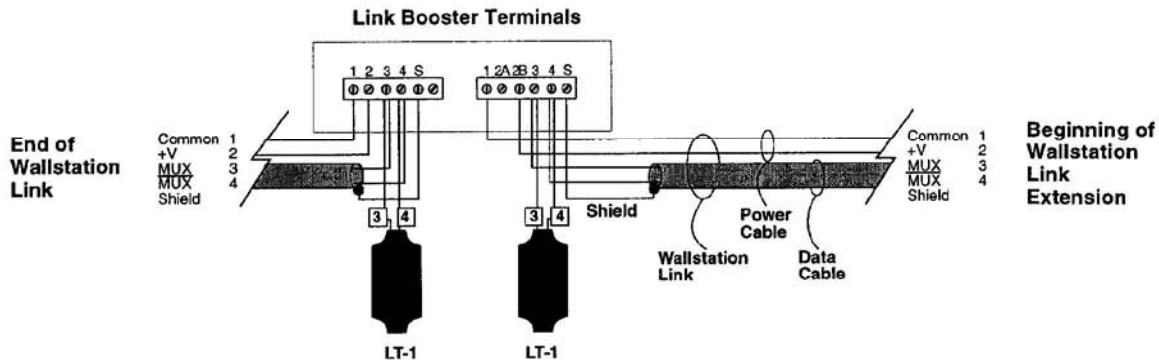 Link Booster Terminals
1 2 3 4 S
1 2A 2B 3 4 S
End of
Wallstation
Link
Common 1
+V 2
MUX 3
MUX 4
Shield
Common 1
+V 2
MUX 3
MUX 4
Shield
Beginning of
Wallstation
Link
Extension
3 4
3 4
Shield
Power
Cable
Wallstation
Link
Data
Cable
LT-1
LT-1